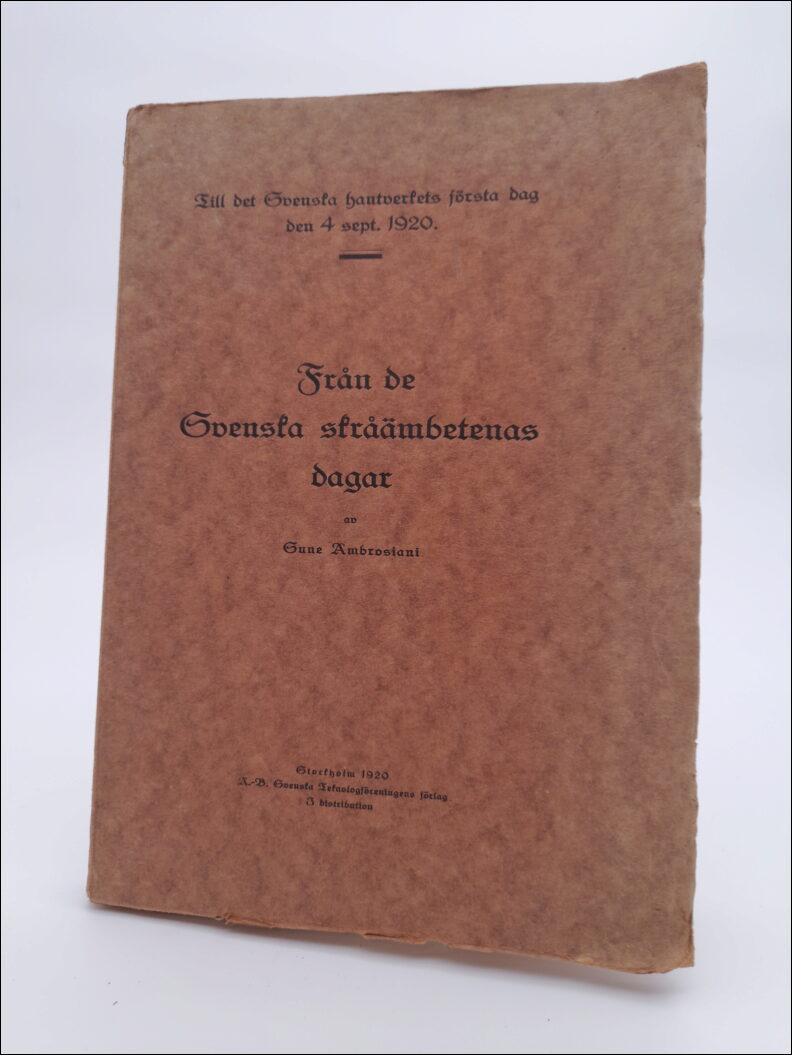 Till det Svenska hantverkets första dag
den 4 sept. 1920.
Från de
Svenska skråämbetenas
dagar
av
Sune Ambrosiani
Stockholm 1920
A.-B. Svenska Teknologföreningens förlag
I distribution